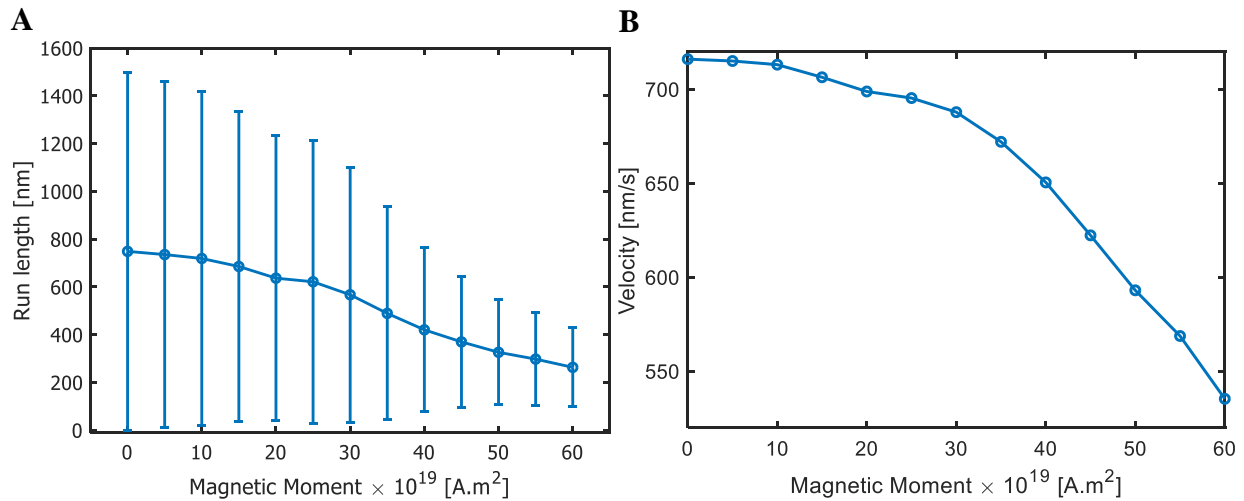 A
1600
1400
1200
1000
800
600
400
200
0
Run length [nm]
0 10 20 30 40 50 60
Magnetic Moment × 10¹⁹ [A.m²]
B
700
650
600
550
Velocity [nm/s]
0 10 20 30 40 50 60
Magnetic Moment × 10¹⁹ [A.m²]